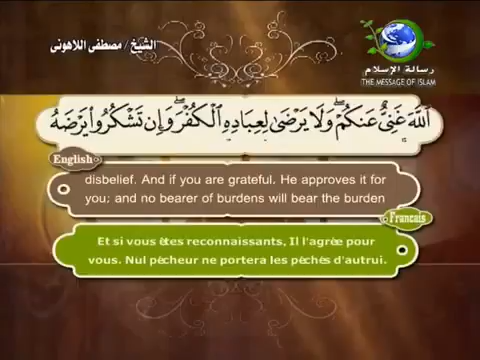 الشيخ / مصطفى اللاهونى
رسالة الإسلام
THE MESSAGE OF ISLAM
اللَّهَ غَنِيٌّ عَنكُمْ ۖ وَلَا يَرْضَىٰ لِعِبَادِهِ الْكُفْرَ ۖ وَإِن تَشْكُرُوا يَرْضَهُ
English
disbelief. And if you are grateful, He approves it for
you; and no bearer of burdens will bear the burden
Francais
Et si vous êtes reconnaissants, Il l'agrée pour
vous. Nul pécheur ne portera les péchés d'autrui.